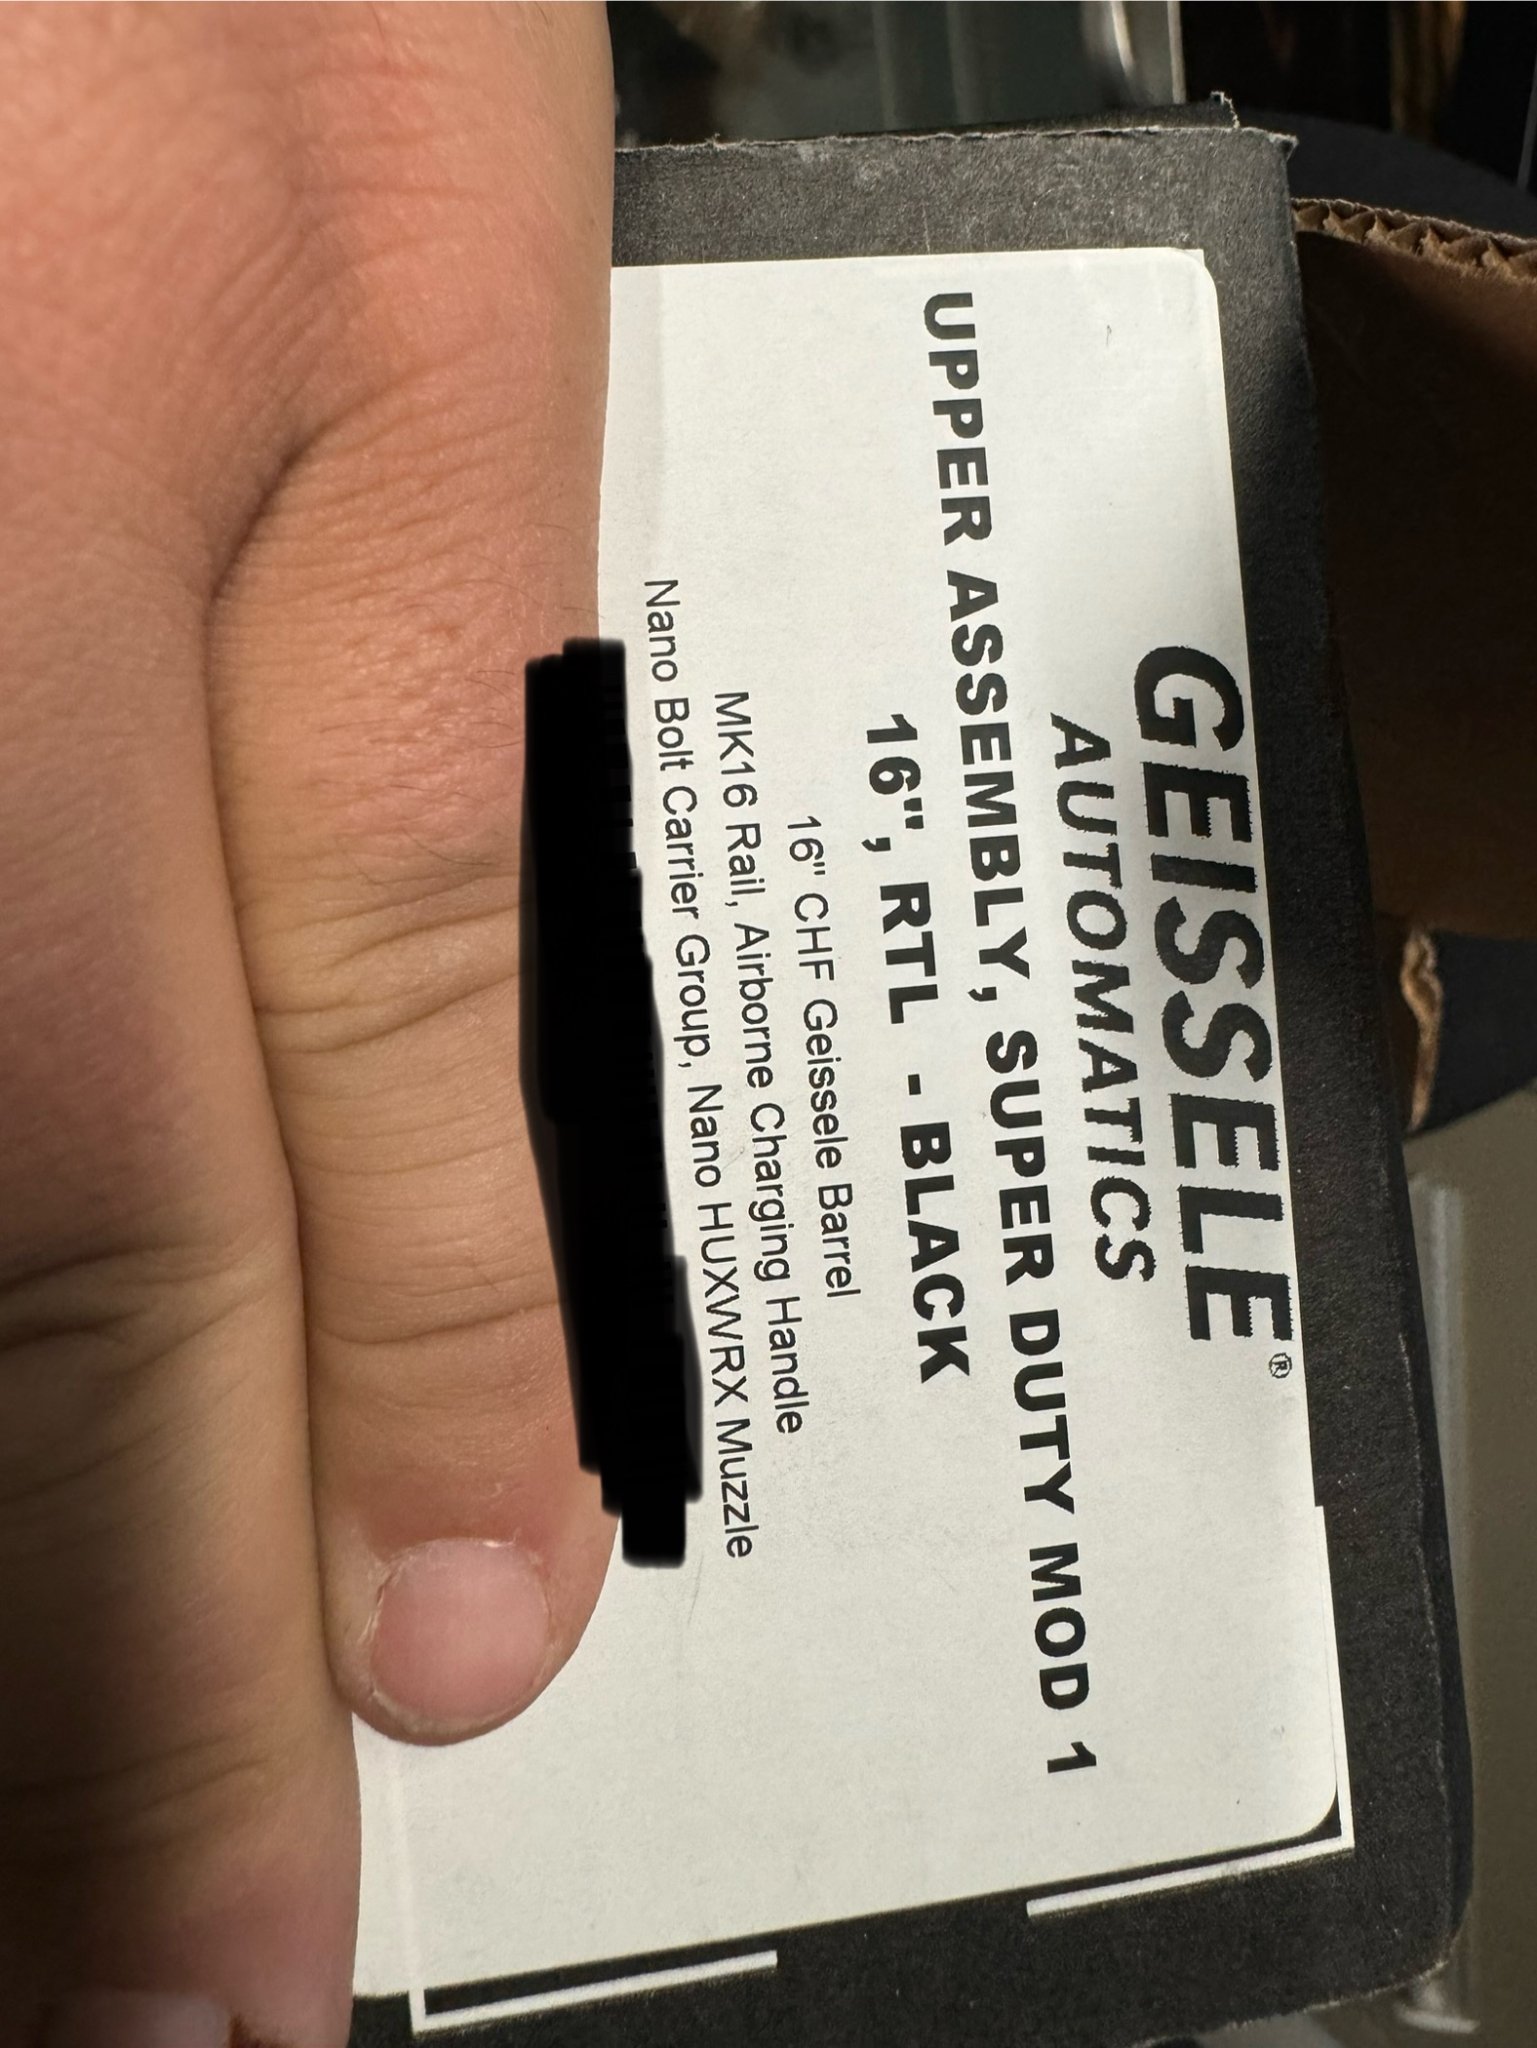 GEISSELE®
AUTOMATICS
UPPER ASSEMBLY, SUPER DUTY MOD 1
16", RTL - BLACK
16" CHF Geissele Barrel
MK16 Rail, Airborne Charging Handle
Nano Bolt Carrier Group, Nano HUXWRX Muzzle